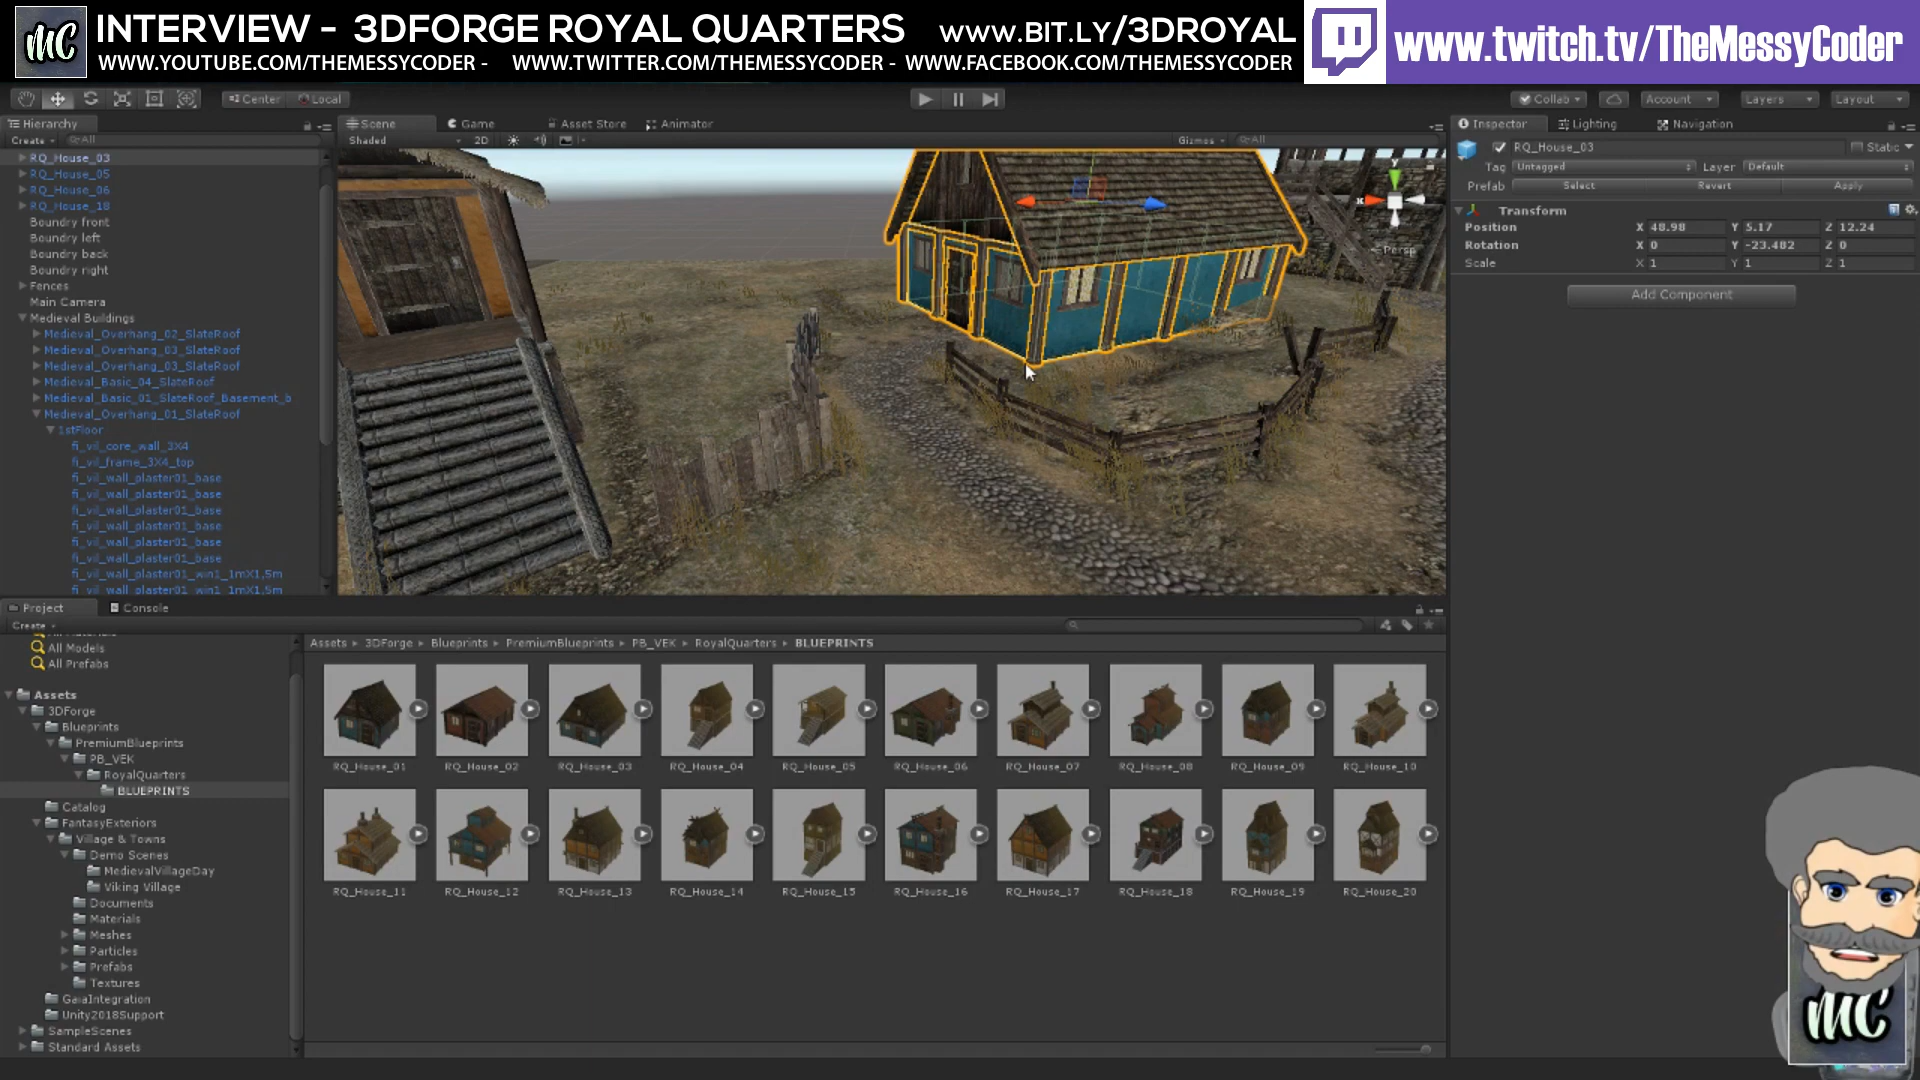 MC
INTERVIEW - 3DFORGE ROYAL QUARTERS
WWW.BIT.LY/3DROYAL
WWW.YOUTUBE.COM/THEMESSYCODER - WWW.TWITTER.COM/THEMESSYCODER - WWW.FACEBOOK.COM/THEMESSYCODER
www.twitch.tv/TheMessyCoder
Center Local
Collab Account Layers Layout
Hierarchy
Create All
RQ_House_03
RQ_House_05
RQ_House_06
RQ_House_18
Boundry front
Boundry left
Boundry back
Boundry right
Fences
Main Camera
Medieval Buildings
Medieval_Overhang_02_SlateRoof
Medieval_Overhang_03_SlateRoof
Medieval_Overhang_03_SlateRoof
Medieval_Basic_04_SlateRoof
Medieval_Basic_01_SlateRoof_Basement_b
Medieval_Overhang_01_SlateRoof
1stFloor
fi_vil_core_wall_3X4
fi_vil_frame_3X4_top
fi_vil_wall_plaster01_base
fi_vil_wall_plaster01_base
fi_vil_wall_plaster01_base
fi_vil_wall_plaster01_base
fi_vil_wall_plaster01_base
fi_vil_wall_plaster01_base
fi_vil_wall_plaster01_win1_1mX1,5m
fi_vil_wall_plaster01_win1_1mX1,5m
Scene Game Asset Store Animator
Shaded 2D Gizmos All
y
x
Persp
Inspector Lighting Navigation
RQ_House_03 Static
Tag Untagged Layer Default
Prefab Select Revert Apply
Transform
Position X 48.98 Y 5.17 Z 12.24
Rotation X 0 Y -23.482 Z 0
Scale X 1 Y 1 Z 1
Add Component
Project Console
Create
All Models
All Prefabs
Assets
3DForge
Blueprints
PremiumBlueprints
PB_VEK
RoyalQuarters
BLUEPRINTS
Catalog
FantasyExteriors
Village & Towns
Demo Scenes
MedievalVillageDay
Viking Village
Documents
Materials
Meshes
Particles
Prefabs
Textures
GaiaIntegration
Unity2018Support
SampleScenes
Standard Assets
Assets 3DForge Blueprints PremiumBlueprints PB_VEK RoyalQuarters BLUEPRINTS
RQ_House_01 RQ_House_02 RQ_House_03 RQ_House_04 RQ_House_05 RQ_House_06 RQ_House_07 RQ_House_08 RQ_House_09 RQ_House_10
RQ_House_11 RQ_House_12 RQ_House_13 RQ_House_14 RQ_House_15 RQ_House_16 RQ_House_17 RQ_House_18 RQ_House_19 RQ_House_20
MC